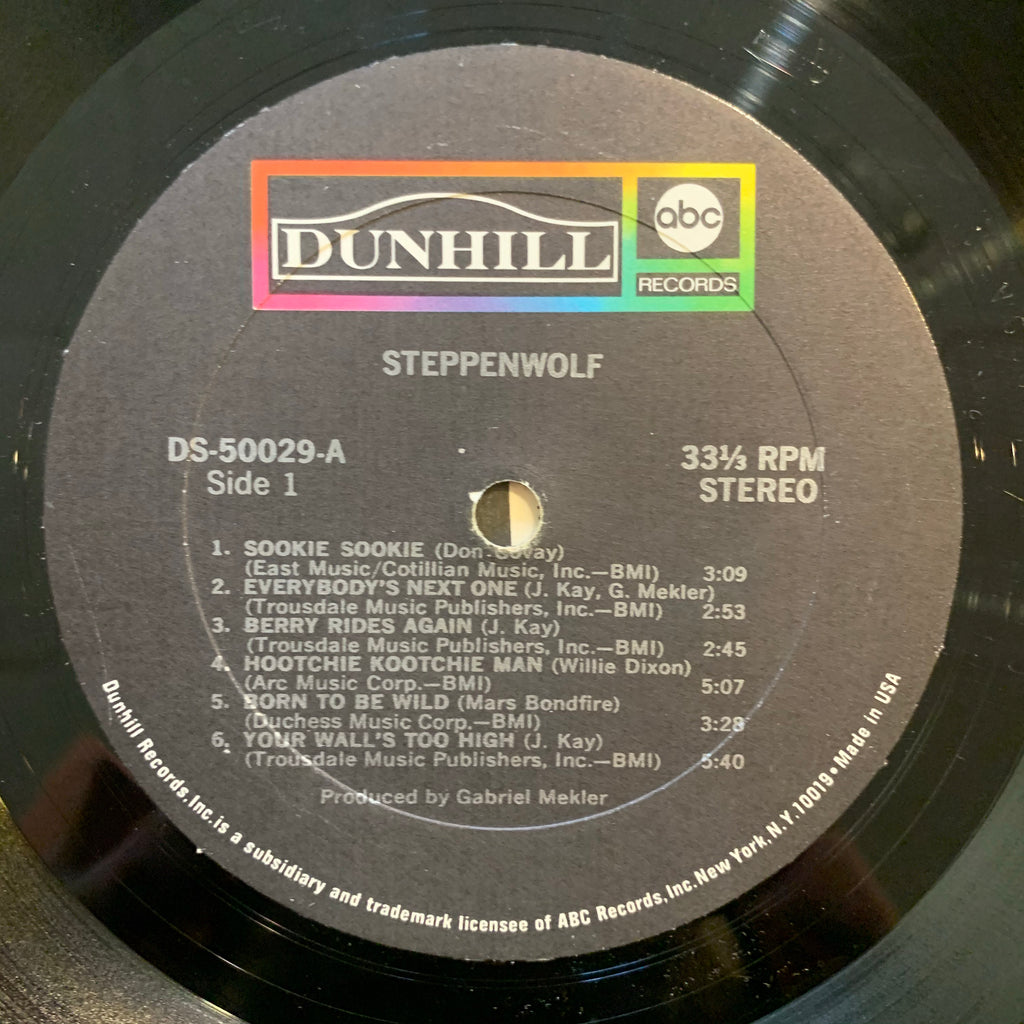 DUNHILL
abc
RECORDS
STEPPENWOLF
DS-50029-A
Side 1
33⅓ RPM
STEREO
1. SOOKIE SOOKIE (Don Covay)
(East Music/Cotillian Music, Inc.—BMI) 3:09
2. EVERYBODY'S NEXT ONE (J. Kay, G. Mekler)
(Trousdale Music Publishers, Inc.—BMI) 2:53
3. BERRY RIDES AGAIN (J. Kay)
(Trousdale Music Publishers, Inc.—BMI) 2:45
4. HOOTCHIE KOOTCHIE MAN (Willie Dixon)
(Arc Music Corp.—BMI) 5:07
5. BORN TO BE WILD (Mars Bondfire)
(Duchess Music Corp.—BMI) 3:28
6. YOUR WALL'S TOO HIGH (J. Kay)
(Trousdale Music Publishers, Inc.—BMI) 5:40
Produced by Gabriel Mekler
Dunhill Records, Inc. is a subsidiary and trademark licensee of ABC Records, Inc. New York, N.Y. 10019 • Made in USA